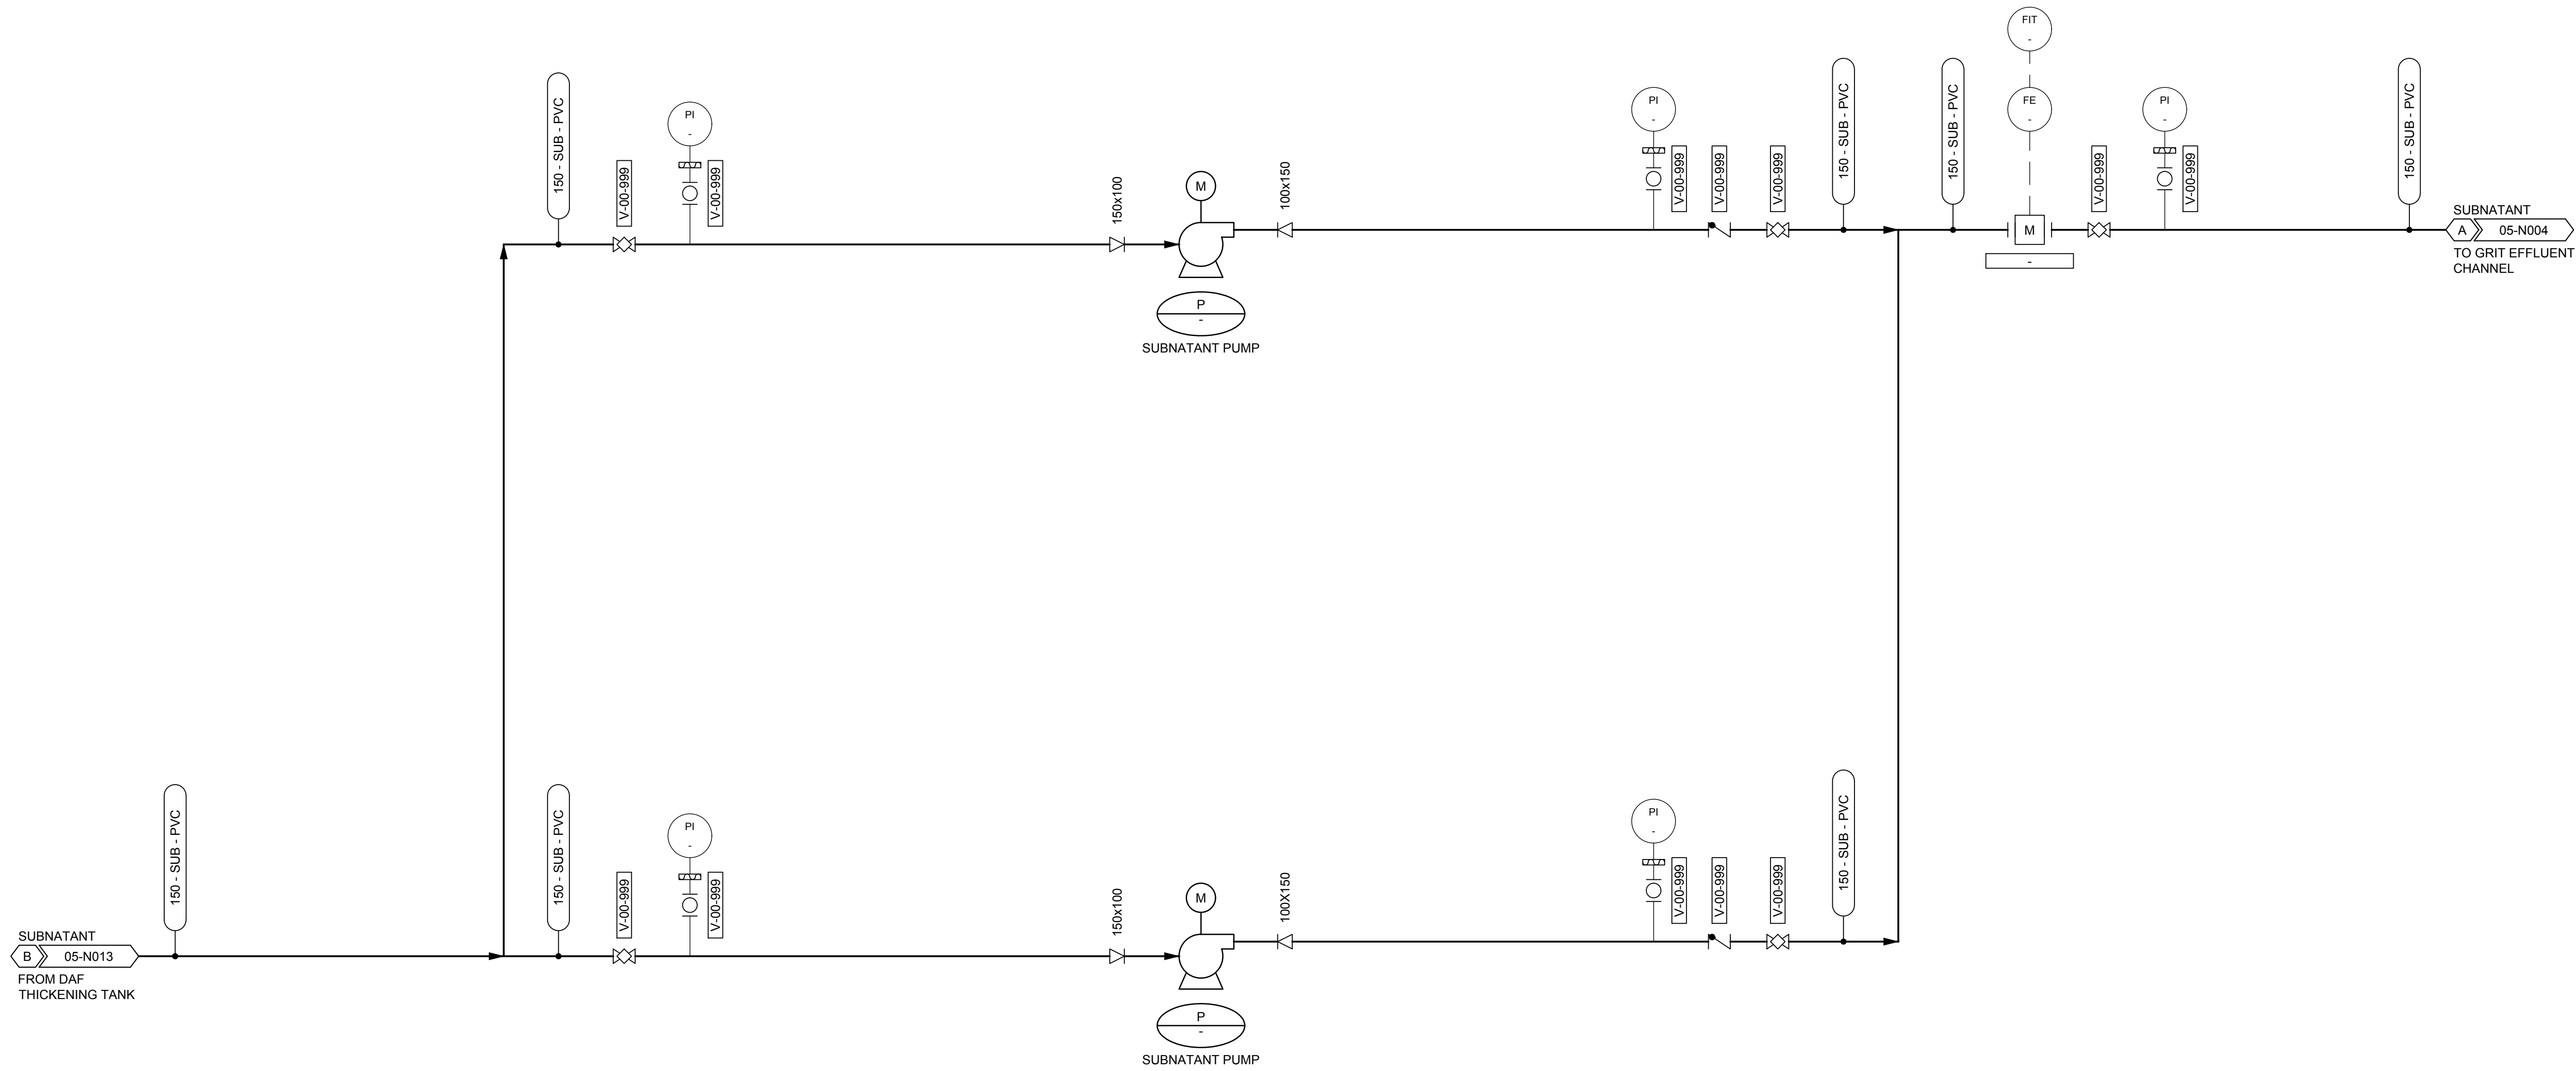 FIT
-
150 - SUB - PVC
V-00-999
PI
-
V-00-999
150x100
M
100x150
PI
-
V-00-999
V-00-999
V-00-999
150 - SUB - PVC
150 - SUB - PVC
FE
-
M
-
V-00-999
PI
-
V-00-999
150 - SUB - PVC
SUBNATANT
A
05-N004
TO GRIT EFFLUENT
CHANNEL
P
-
SUBNATANT PUMP
SUBNATANT
B
05-N013
FROM DAF
THICKENING TANK
150 - SUB - PVC
150 - SUB - PVC
V-00-999
PI
-
V-00-999
150x100
M
100X150
PI
-
V-00-999
V-00-999
V-00-999
150 - SUB - PVC
P
-
SUBNATANT PUMP